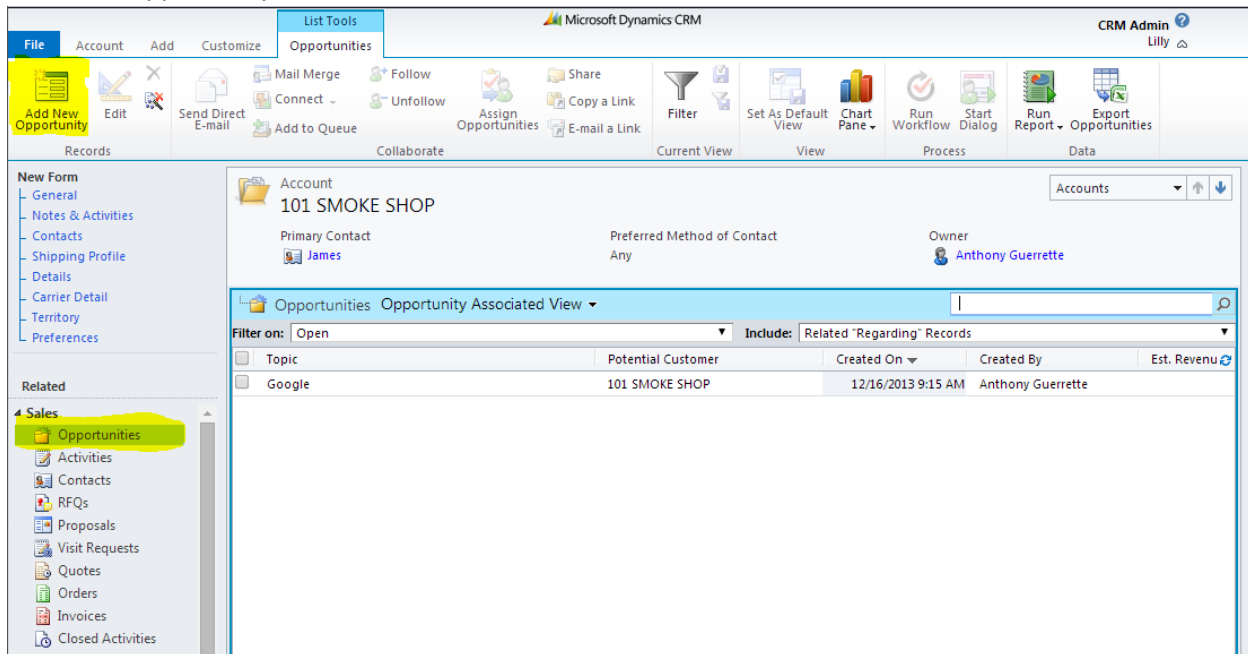 List Tools
Microsoft Dynamics CRM
CRM Admin
Lilly
File Account Add Customize Opportunities
Add New Opportunity
Edit
Records
Send Direct E-mail
Mail Merge
Connect
Add to Queue
Follow
Unfollow
Assign Opportunities
Share
Copy a Link
E-mail a Link
Collaborate
Filter
Current View
Set As Default View
Chart Pane
View
Run Workflow
Start Dialog
Process
Run Report
Export Opportunities
Data
New Form
General
Notes & Activities
Contacts
Shipping Profile
Details
Carrier Detail
Territory
Preferences
Related
Sales
Opportunities
Activities
Contacts
RFQs
Proposals
Visit Requests
Quotes
Orders
Invoices
Closed Activities
Account
101 SMOKE SHOP
Accounts
Primary Contact Preferred Method of Contact Owner
James Any Anthony Guerrette
Opportunities Opportunity Associated View
Filter on: Open Include: Related "Regarding" Records
Topic Potential Customer Created On Created By Est. Revenu
Google 101 SMOKE SHOP 12/16/2013 9:15 AM Anthony Guerrette